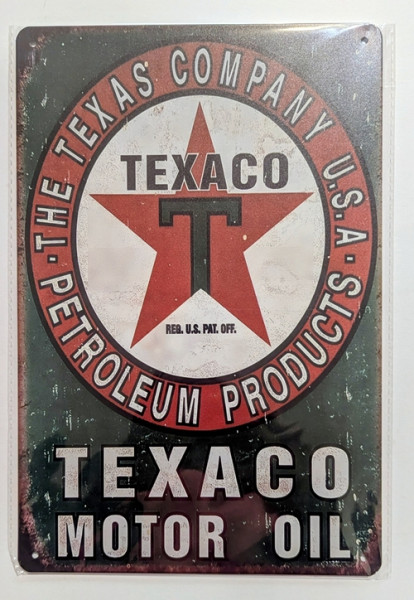 THE TEXAS COMPANY U.S.A.
PETROLEUM PRODUCTS
TEXACO
T
REG. U.S. PAT. OFF.
TEXACO
MOTOR OIL